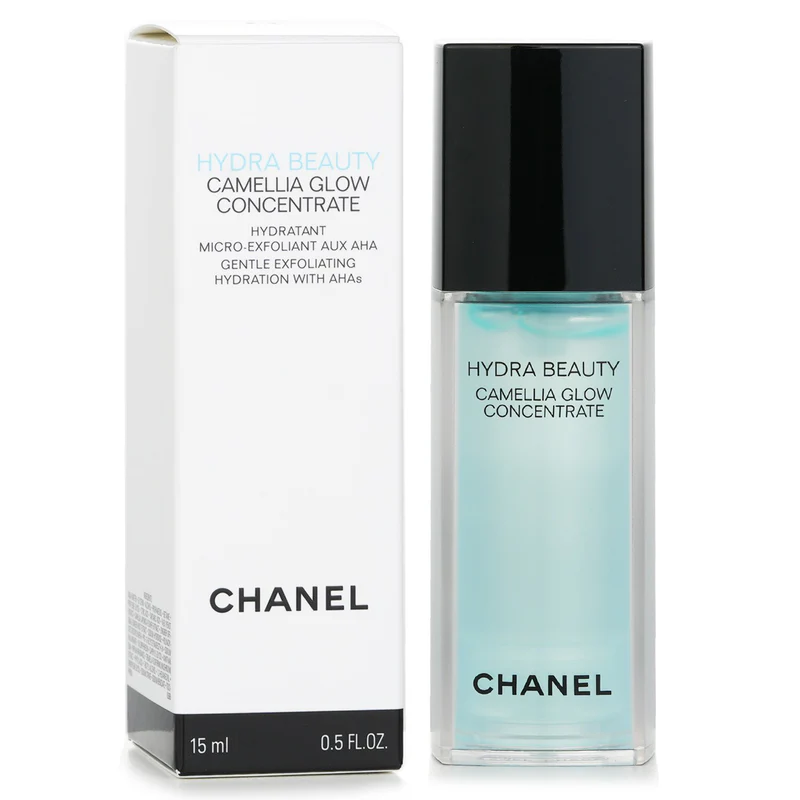 HYDRA BEAUTY
CAMELLIA GLOW
CONCENTRATE
HYDRATANT
MICRO-EXFOLIANT AUX AHA
GENTLE EXFOLIATING
HYDRATION WITH AHAs
CHANEL
15 ml 0.5 FL.OZ.
HYDRA BEAUTY
CAMELLIA GLOW
CONCENTRATE
CHANEL